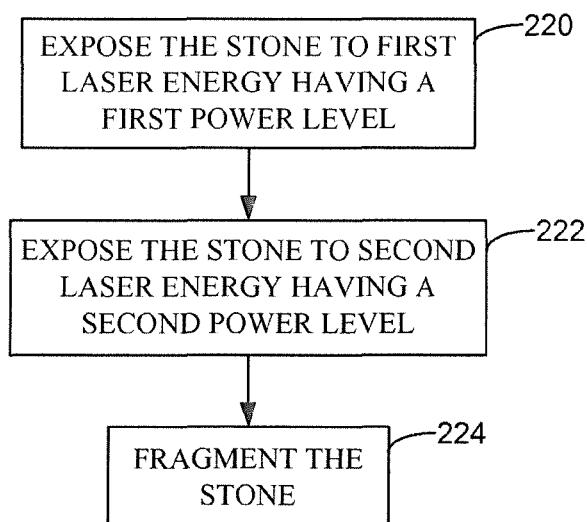 EXPOSE THE STONE TO FIRST
LASER ENERGY HAVING A
FIRST POWER LEVEL
220
EXPOSE THE STONE TO SECOND
LASER ENERGY HAVING A
SECOND POWER LEVEL
222
FRAGMENT THE
STONE
224